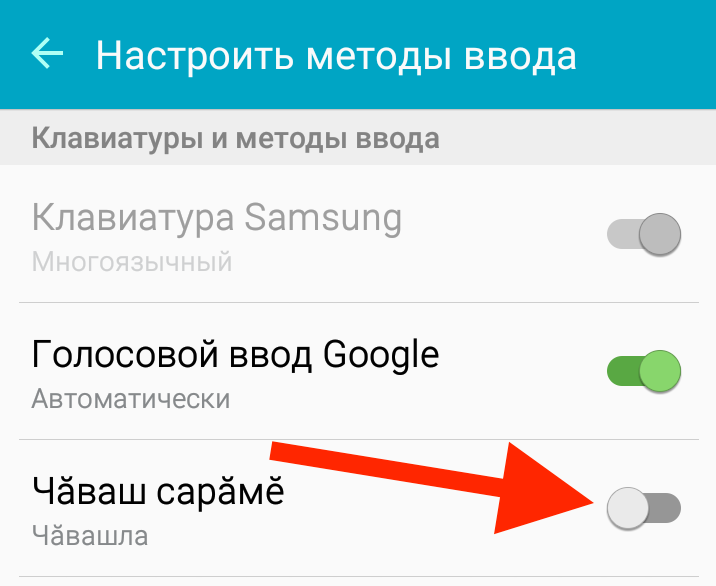 Настроить методы ввода
Клавиатуры и методы ввода
Клавиатура Samsung
Многоязычный
Голосовой ввод Google
Автоматически
Чӑваш сарӑмӗ
Чӑвашла